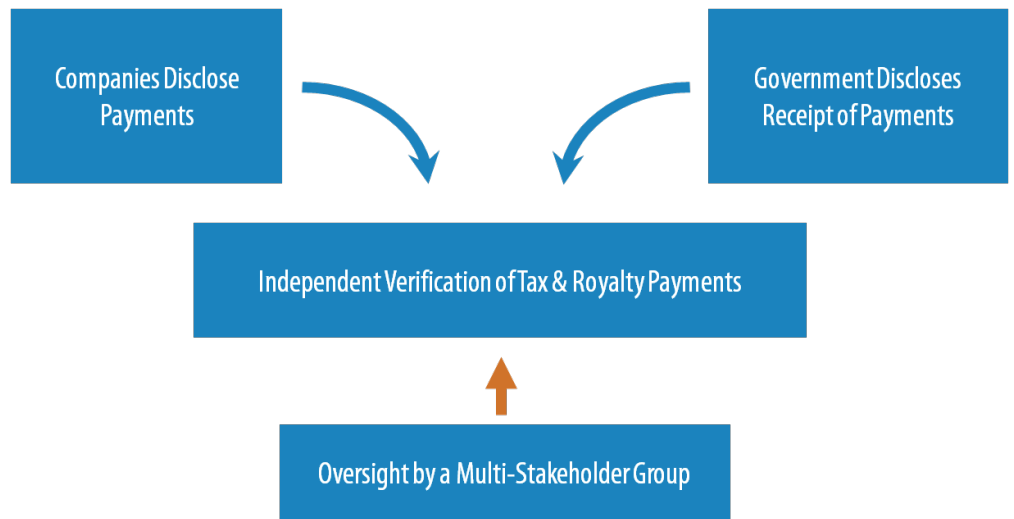 Companies Disclose
Payments
Government Discloses
Receipt of Payments
Independent Verification of Tax & Royalty Payments
Oversight by a Multi-Stakeholder Group